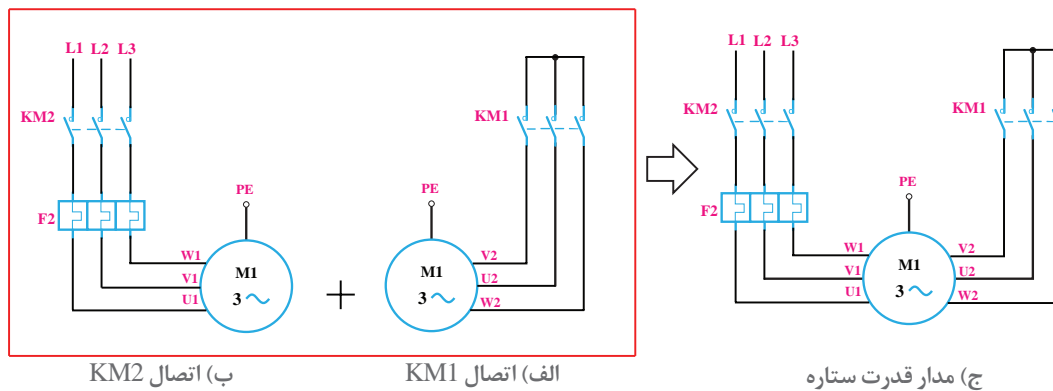 L1 L2 L3
KM2
F2
PE
W1
V1
U1
M1
3
+
KM1
PE
M1
3
V2
U2
W2
L1 L2 L3
KM2
F2
PE
W1
V1
U1
M1
3
KM1
V2
U2
W2
ب) اتصال KM2
الف) اتصال KM1
ج) مدار قدرت ستاره